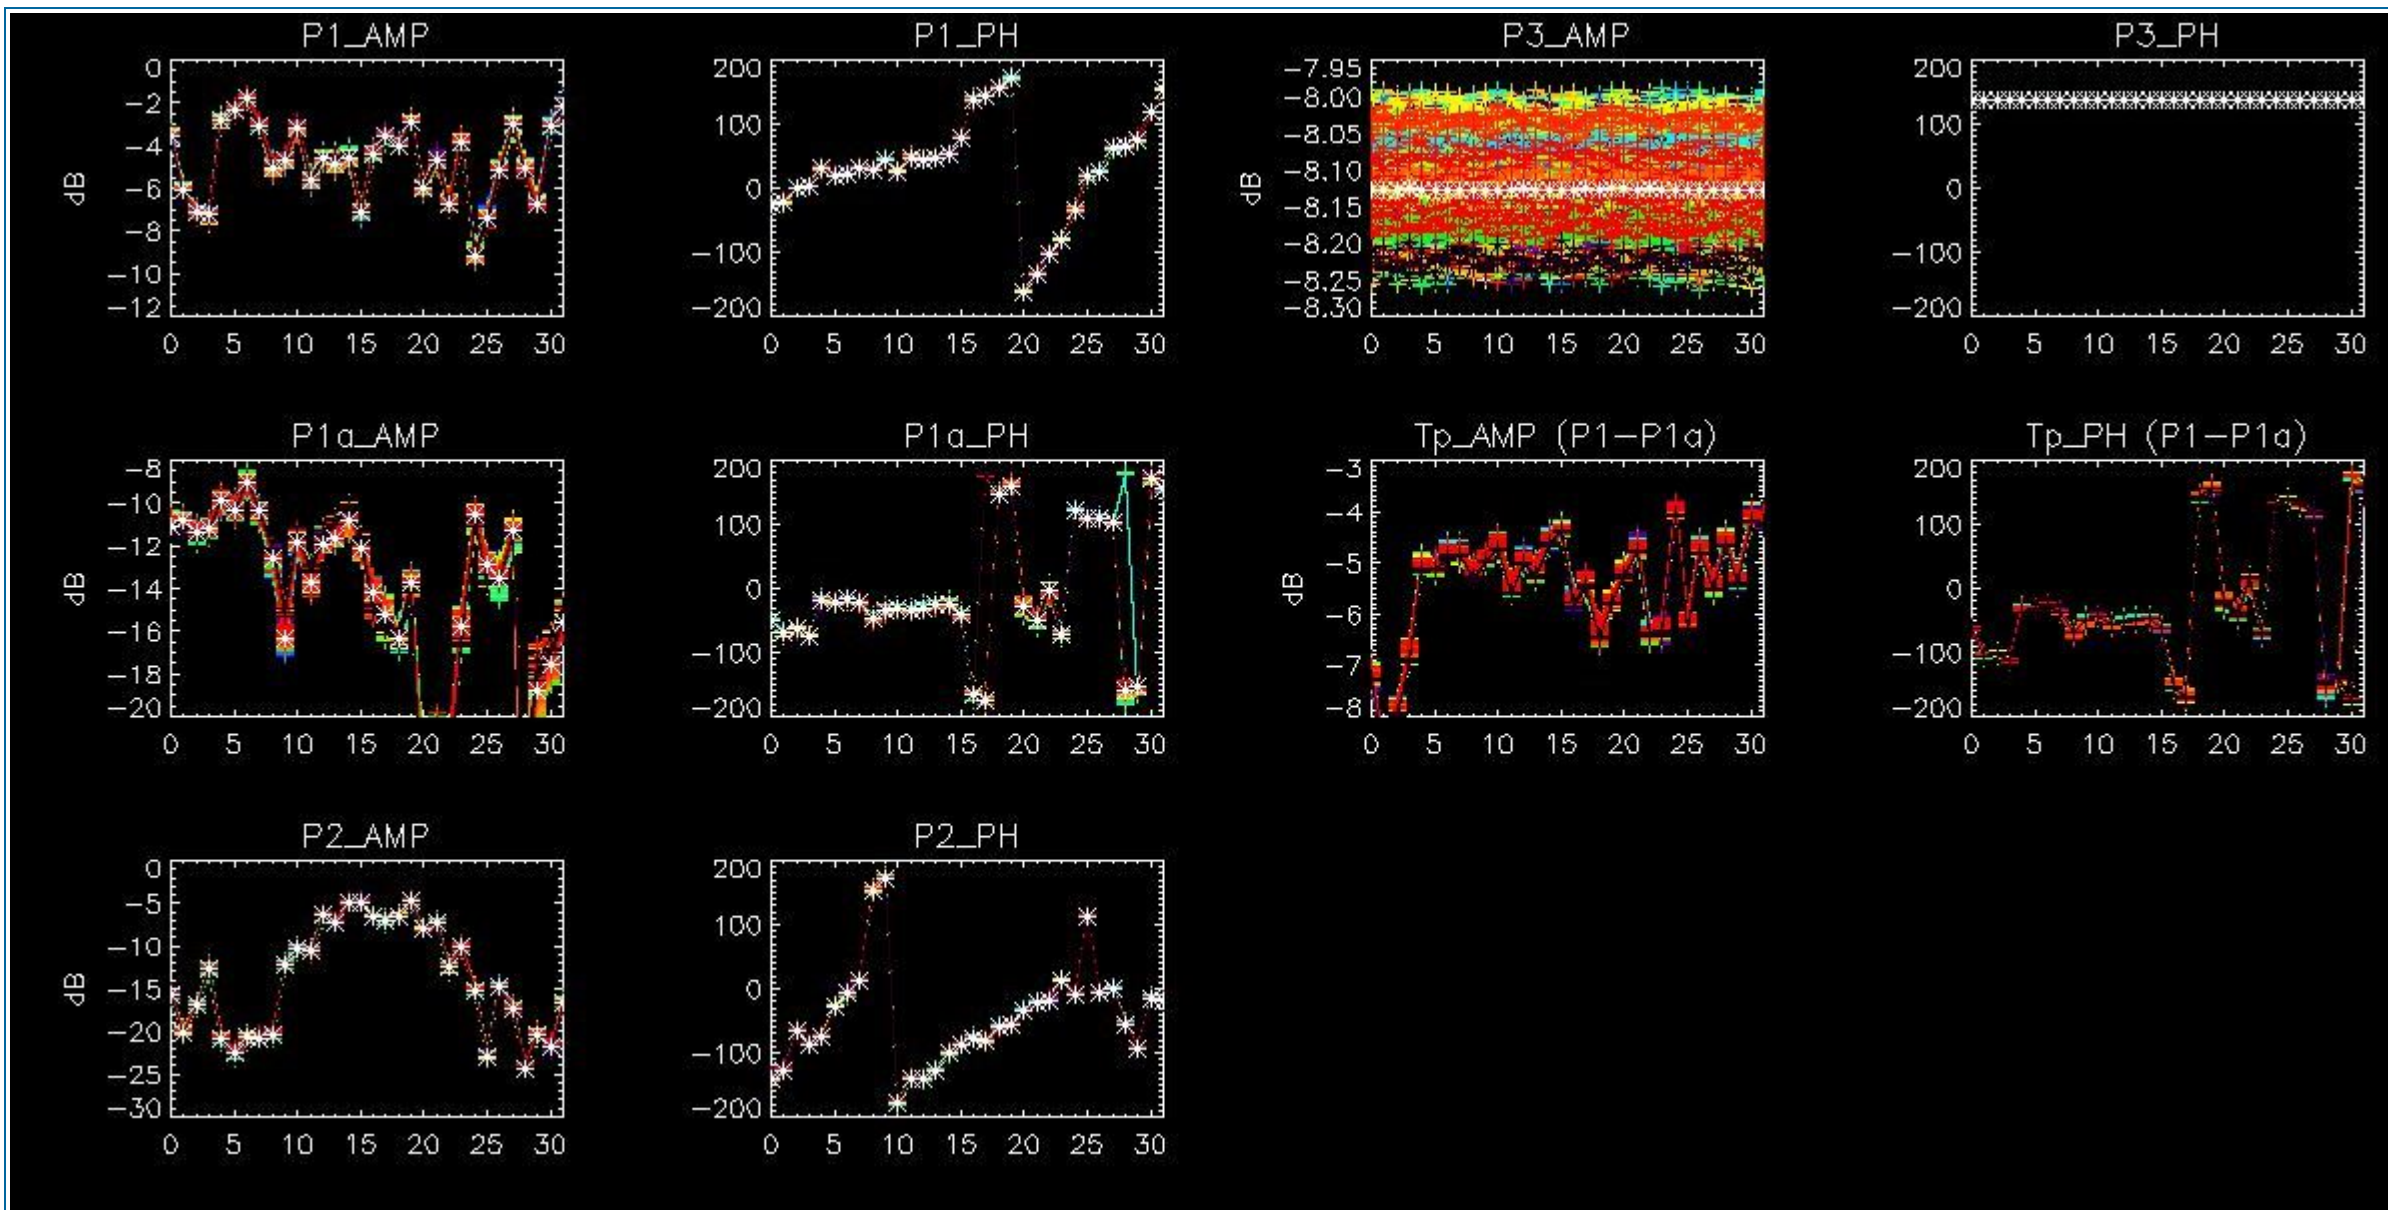 P1_AMP
P1_PH
P3_AMP
P3_PH
0
−2
−4
−6
−8
−10
−12
dB
0 5 10 15 20 25 30
200
100
0
−100
−200
0 5 10 15 20 25 30
−7.95
−8.00
−8.05
−8.10
−8.15
−8.20
−8.25
−8.30
dB
0 5 10 15 20 25 30
200
100
0
−100
−200
0 5 10 15 20 25 30
P1a_AMP
P1a_PH
Tp_AMP (P1−P1a)
Tp_PH (P1−P1a)
−8
−10
−12
−14
−16
−18
−20
dB
0 5 10 15 20 25 30
200
100
0
−100
−200
0 5 10 15 20 25 30
−3
−4
−5
−6
−7
−8
dB
0 5 10 15 20 25 30
200
100
0
−100
−200
0 5 10 15 20 25 30
P2_AMP
P2_PH
0
−5
−10
−15
−20
−25
−30
dB
0 5 10 15 20 25 30
200
100
0
−100
−200
0 5 10 15 20 25 30